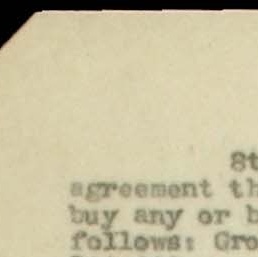 St
agreement th
buy any or b
follows: Gro